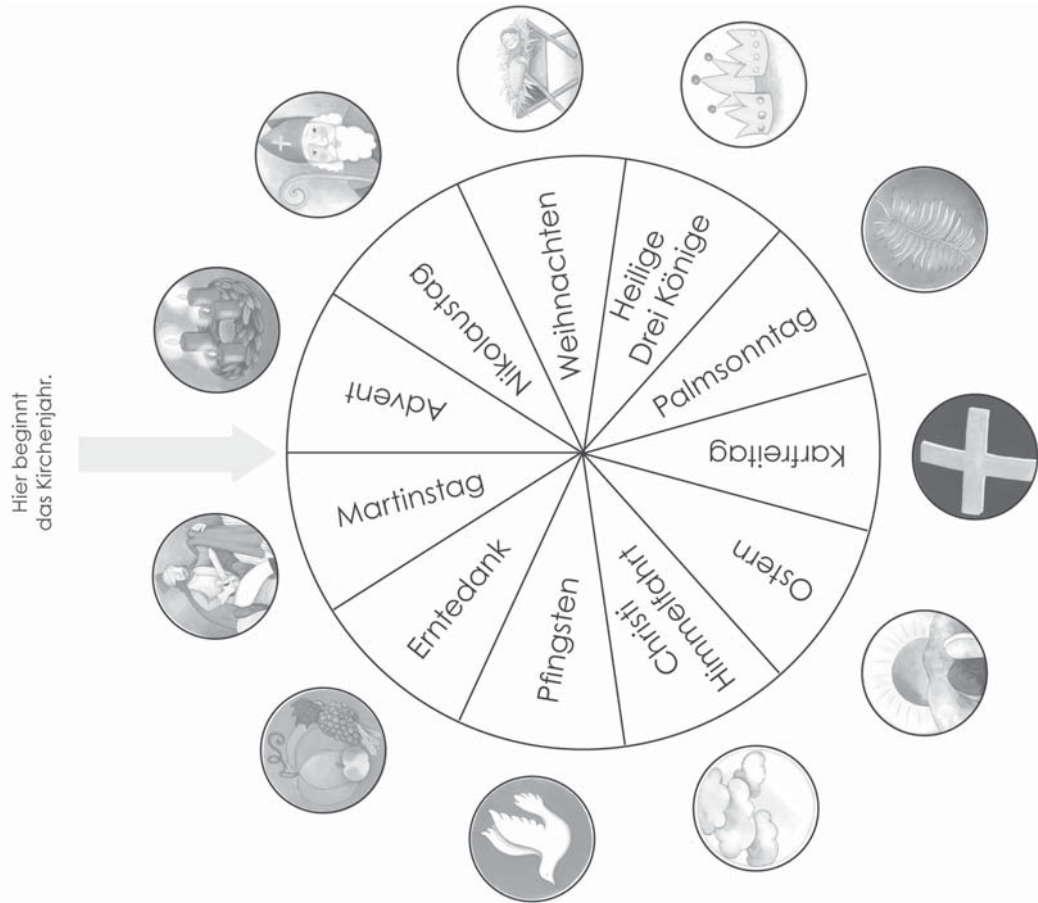 Hier beginnt
das Kirchenjahr.
Advent
Nikolaustag
Weihnachten
Heilige
Drei Könige
Palmsonntag
Karfreitag
Ostern
Christi
Himmelfahrt
Pfingsten
Erntedank
Martinstag